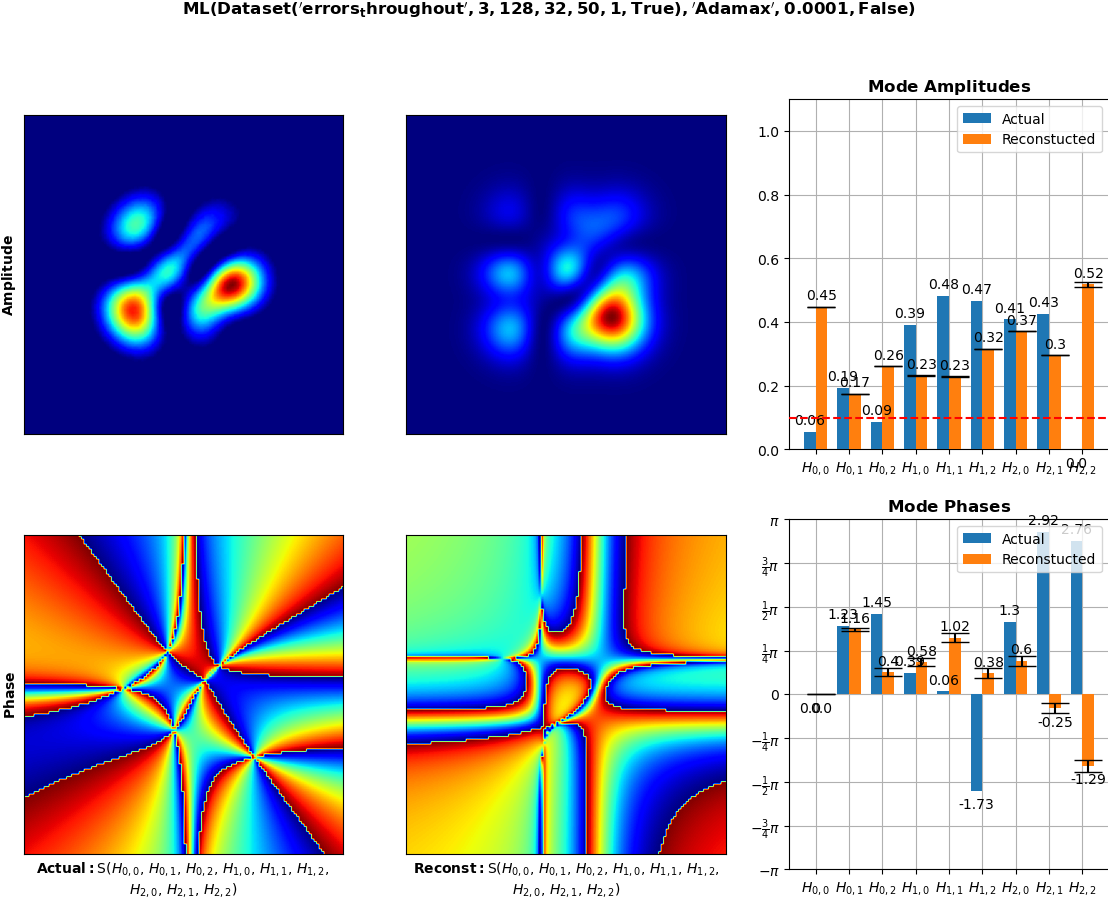 ML(Dataset('errors_throughout', 3, 128, 32, 50, 1, True), 'Adamax', 0.0001, False)
Mode Amplitudes
Amplitude
Actual
Reconstucted
1.0
0.8
0.6
0.4
0.2
0.0
0.06 0.45 0.19 0.17 0.09 0.26 0.39 0.23 0.48 0.23 0.47 0.32 0.41 0.37 0.43 0.3 0.0 0.52
H0,0 H0,1 H0,2 H1,0 H1,1 H1,2 H2,0 H2,1 H2,2
Mode Phases
Phase
Actual
Reconstucted
π
3/4π
1/2π
1/4π
0
−1/4π
−1/2π
−3/4π
−π
0.0 0.0 1.23 1.16 1.45 0.4 0.39 0.58 0.06 1.02 -1.73 0.38 1.3 0.6 2.92 -0.25 2.76 -1.29
H0,0 H0,1 H0,2 H1,0 H1,1 H1,2 H2,0 H2,1 H2,2
Actual: S(H0,0, H0,1, H0,2, H1,0, H1,1, H1,2,
H2,0, H2,1, H2,2)
Reconst: S(H0,0, H0,1, H0,2, H1,0, H1,1, H1,2,
H2,0, H2,1, H2,2)